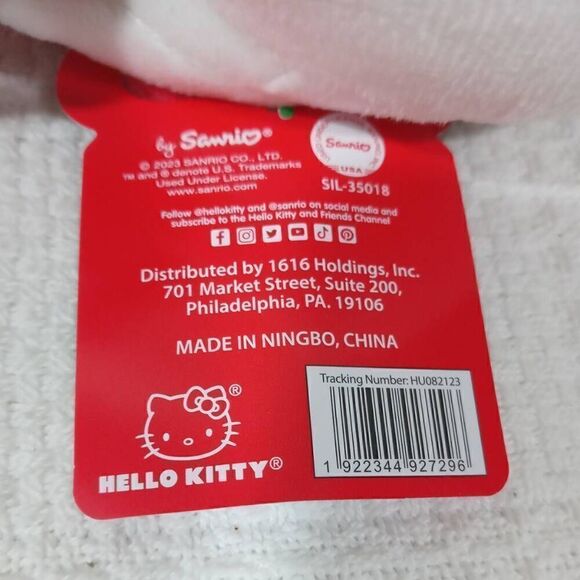 by Sanrio
© 2023 SANRIO CO., LTD.
TM and ® denote U.S. Trademarks
Used Under License.
www.sanrio.com
Sanrio
USA
SIL-35018
Follow @hellokitty and @sanrio on social media and
subscribe to the Hello Kitty and Friends Channel
Distributed by 1616 Holdings, Inc.
701 Market Street, Suite 200,
Philadelphia, PA. 19106
MADE IN NINGBO, CHINA
Tracking Number: HU082123
1 922344 927296
HELLO KITTY®